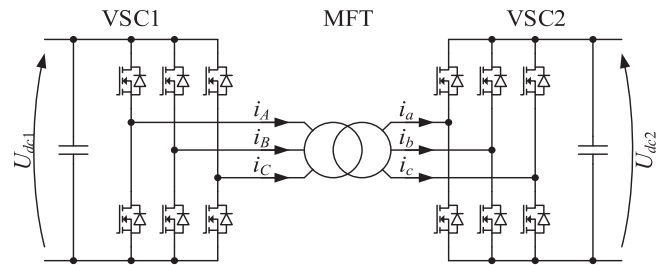 VSC1
MFT
VSC2
U_dc1
i_A
i_B
i_C
i_a
i_b
i_c
U_dc2